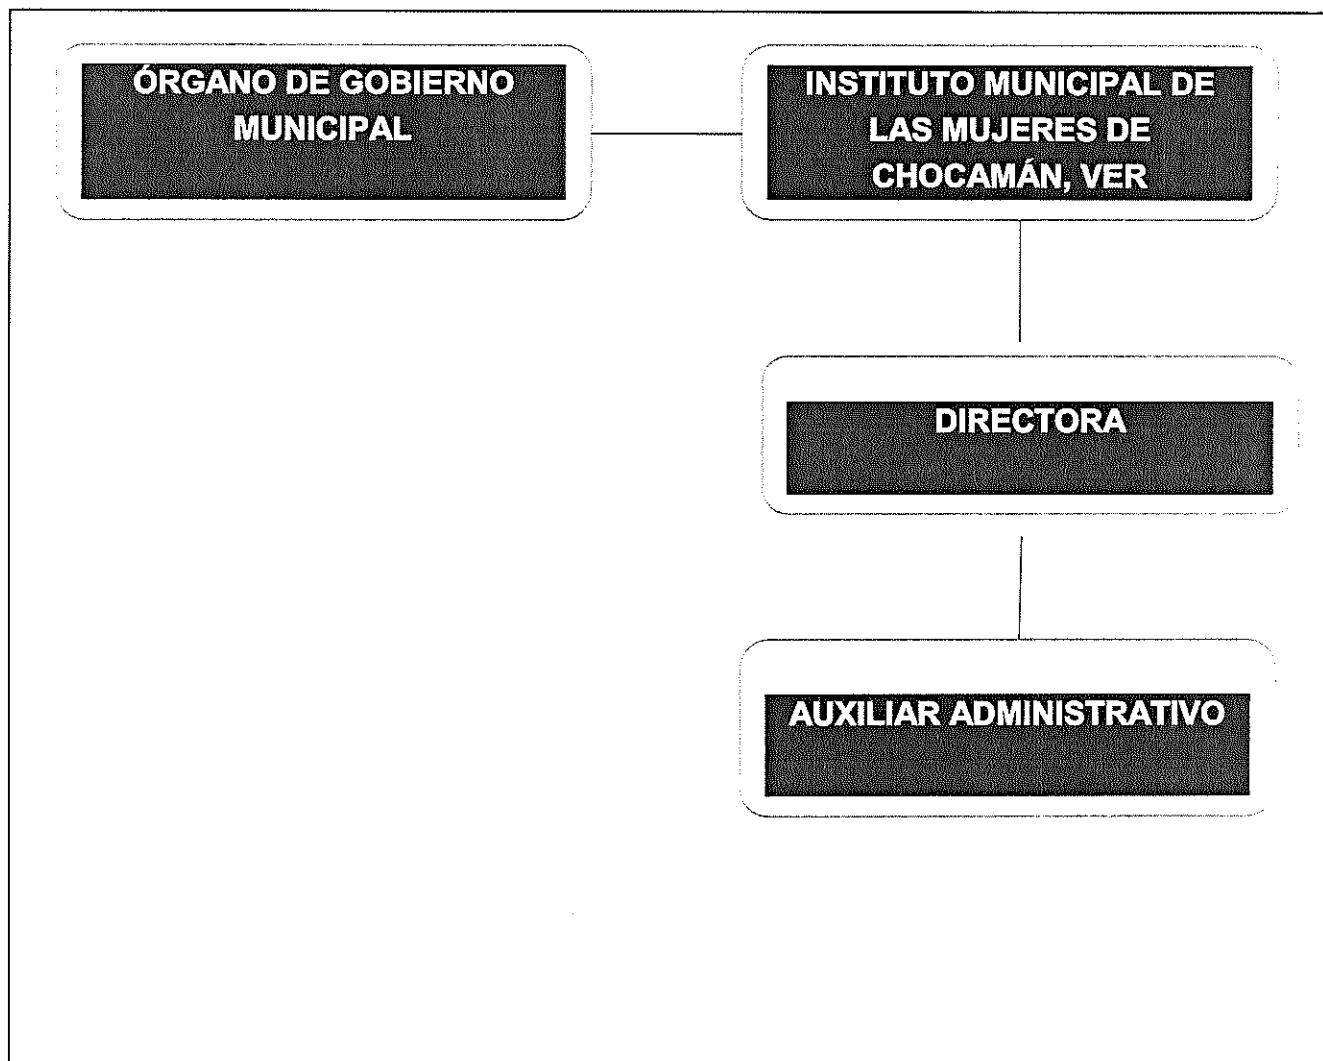 ÓRGANO DE GOBIERNO
MUNICIPAL
INSTITUTO MUNICIPAL DE
LAS MUJERES DE
CHOCAMÁN, VER
DIRECTORA
AUXILIAR ADMINISTRATIVO